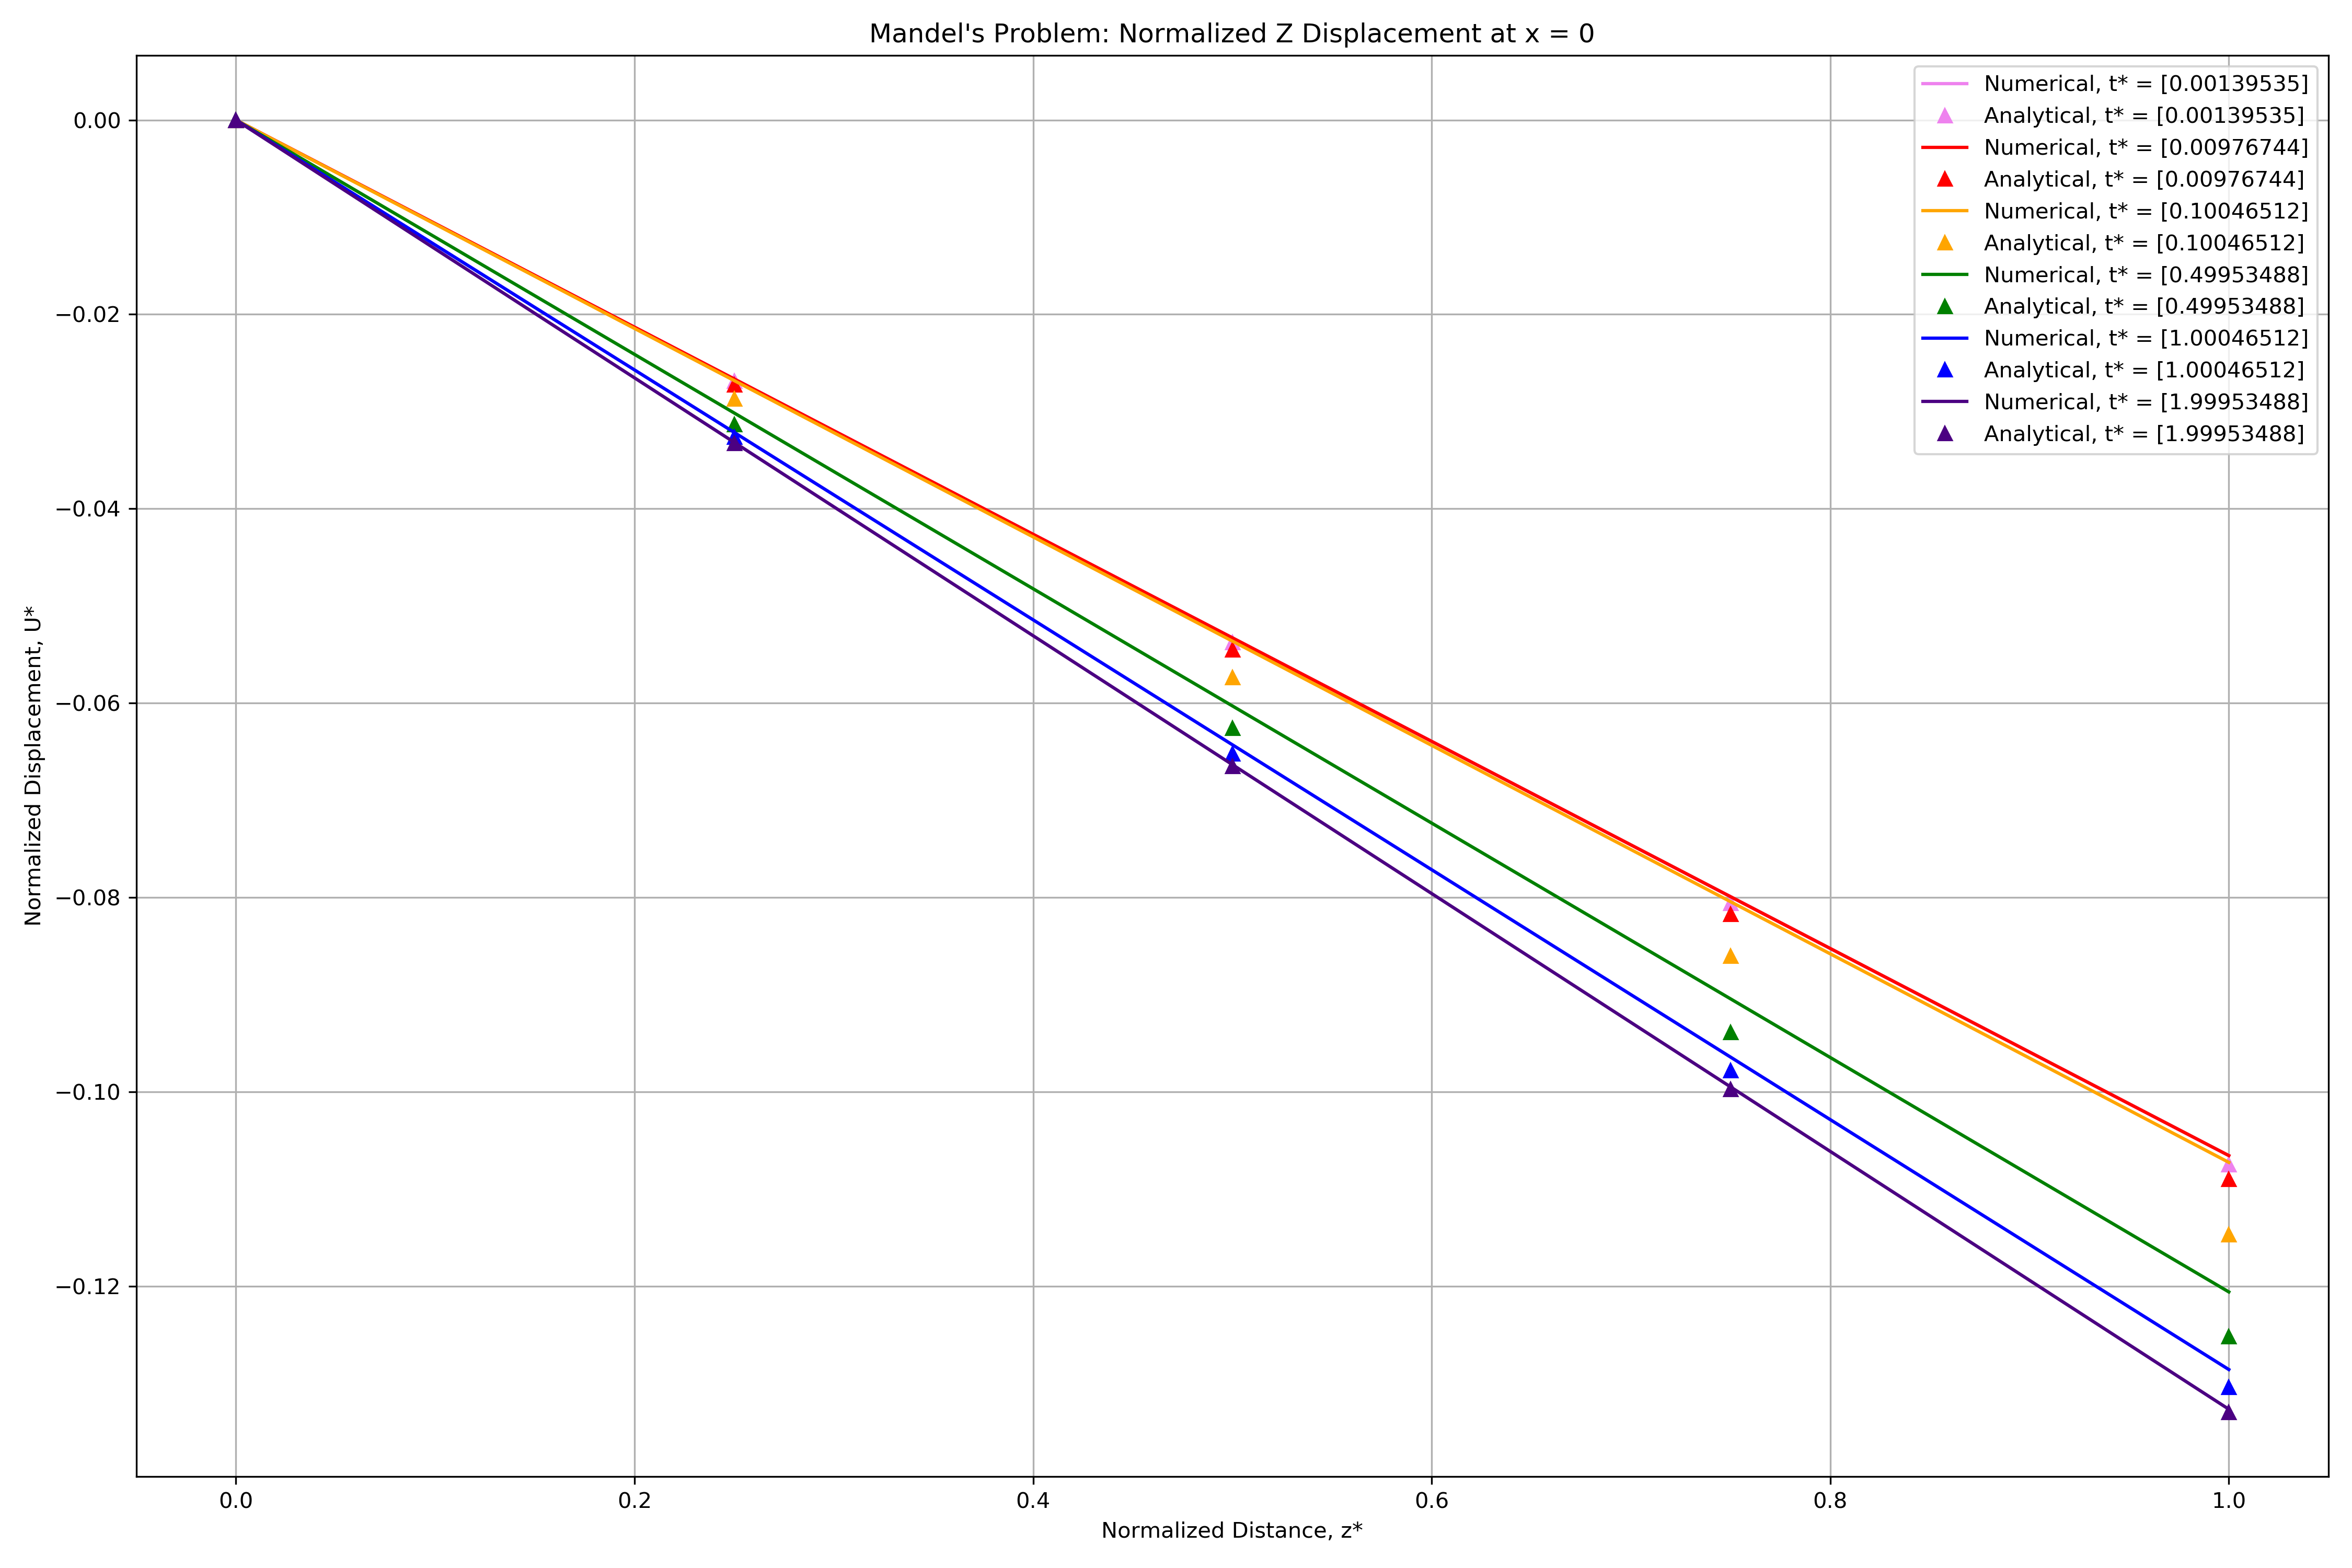 Mandel's Problem: Normalized Z Displacement at x = 0
Numerical, t* = [0.00139535]
Analytical, t* = [0.00139535]
Numerical, t* = [0.00976744]
Analytical, t* = [0.00976744]
Numerical, t* = [0.10046512]
Analytical, t* = [0.10046512]
Numerical, t* = [0.49953488]
Analytical, t* = [0.49953488]
Numerical, t* = [1.00046512]
Analytical, t* = [1.00046512]
Numerical, t* = [1.99953488]
Analytical, t* = [1.99953488]
Normalized Displacement, U*
0.00
−0.02
−0.04
−0.06
−0.08
−0.10
−0.12
0.0 0.2 0.4 0.6 0.8 1.0
Normalized Distance, z*